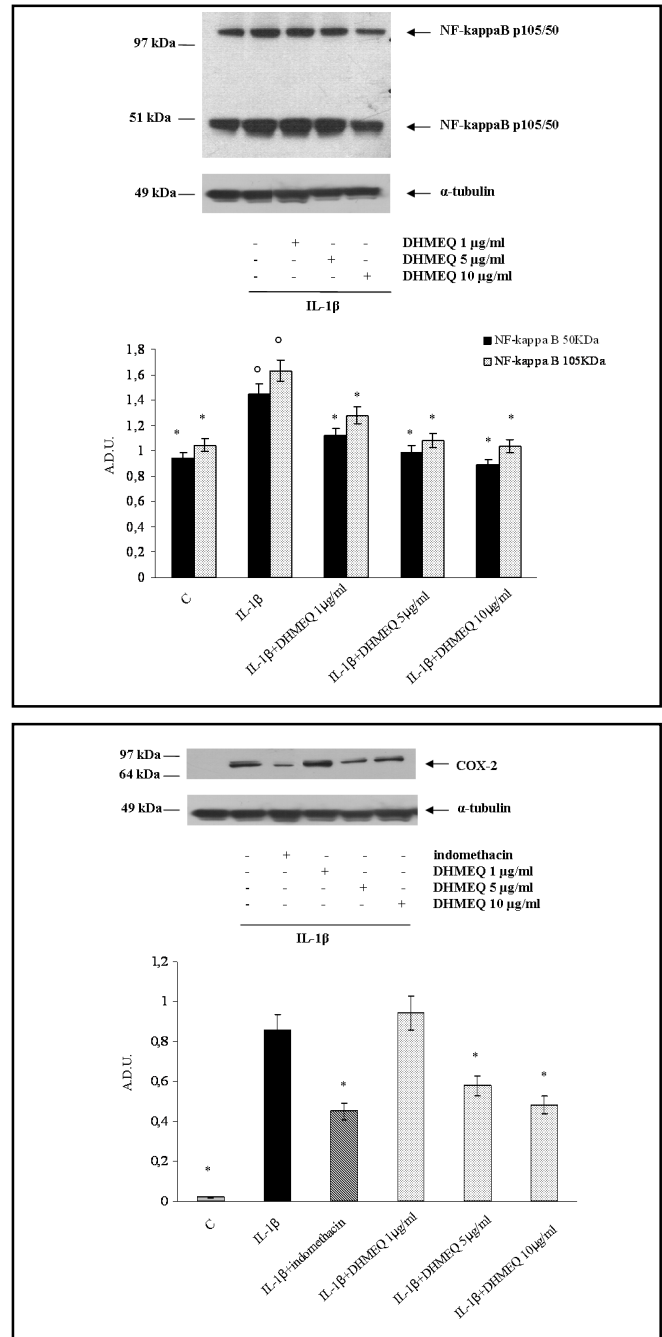 97 kDa
NF-kappaB p105/50
51 kDa
NF-kappaB p105/50
49 kDa
α-tubulin
- - + - - DHMEQ 1 µg/ml
- - - + - DHMEQ 5 µg/ml
- - - - + DHMEQ 10 µg/ml
IL-1β
NF-kappa B 50KDa
NF-kappa B 105KDa
1,8
1,6
1,4
1,2
1
0,8
0,6
0,4
0,2
0
A.D.U.
* * ° ° * * * * * *
C
IL-1β
IL-1β+DHMEQ 1µg/ml
IL-1β+DHMEQ 5µg/ml
IL-1β+DHMEQ 10µg/ml
97 kDa
64 kDa
COX-2
49 kDa
α-tubulin
- + - - - indomethacin
- - + - - DHMEQ 1 µg/ml
- - - + - DHMEQ 5 µg/ml
- - - - + DHMEQ 10 µg/ml
IL-1β
1,2
1
0,8
0,6
0,4
0,2
0
A.D.U.
* * * *
C
IL-1β
IL-1β+indomethacin
IL-1β+DHMEQ 1µg/ml
IL-1β+DHMEQ 5µg/ml
IL-1β+DHMEQ 10µg/ml